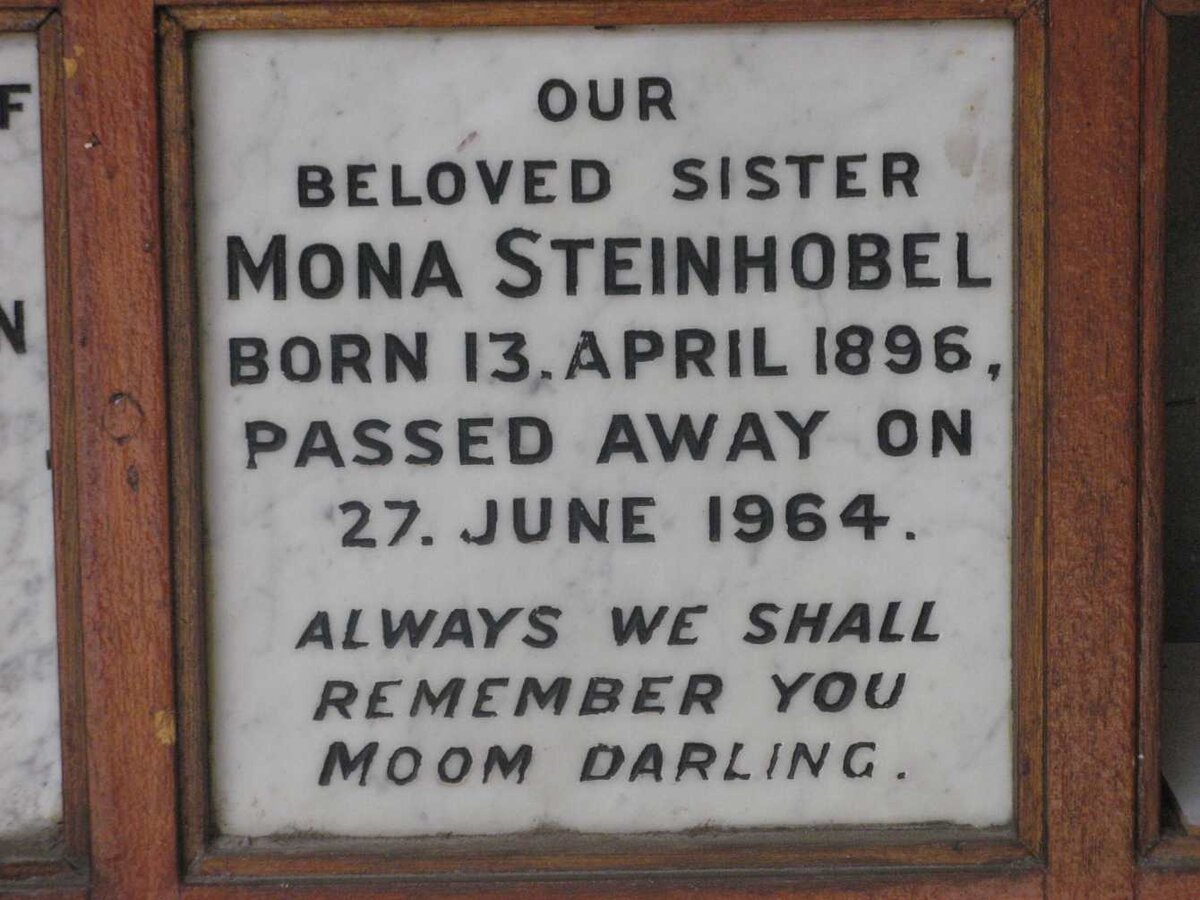 OUR
BELOVED SISTER
MONA STEINHOBEL
BORN 13. APRIL 1896,
PASSED AWAY ON
27. JUNE 1964.
ALWAYS WE SHALL
REMEMBER YOU
MOOM DARLING.
F
N